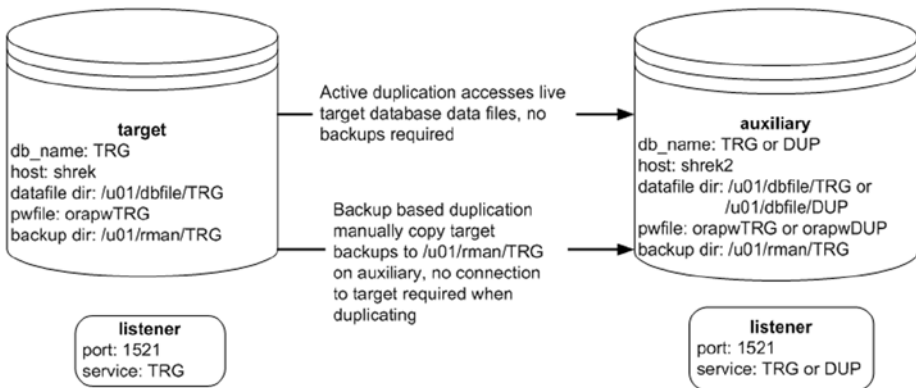 target
db_name: TRG
host: shrek
datafile dir: /u01/dbfile/TRG
pwfile: orapwTRG
backup dir: /u01/rman/TRG
Active duplication accesses live
target database data files, no
backups required
Backup based duplication
manually copy target
backups to /u01/rman/TRG
on auxiliary, no connection
to target required when
duplicating
auxiliary
db_name: TRG or DUP
host: shrek2
datafile dir: /u01/dbfile/TRG or
/u01/dbfile/DUP
pwfile: orapwTRG or orapwDUP
backup dir: /u01/rman/TRG
listener
port: 1521
service: TRG
listener
port: 1521
service: TRG or DUP